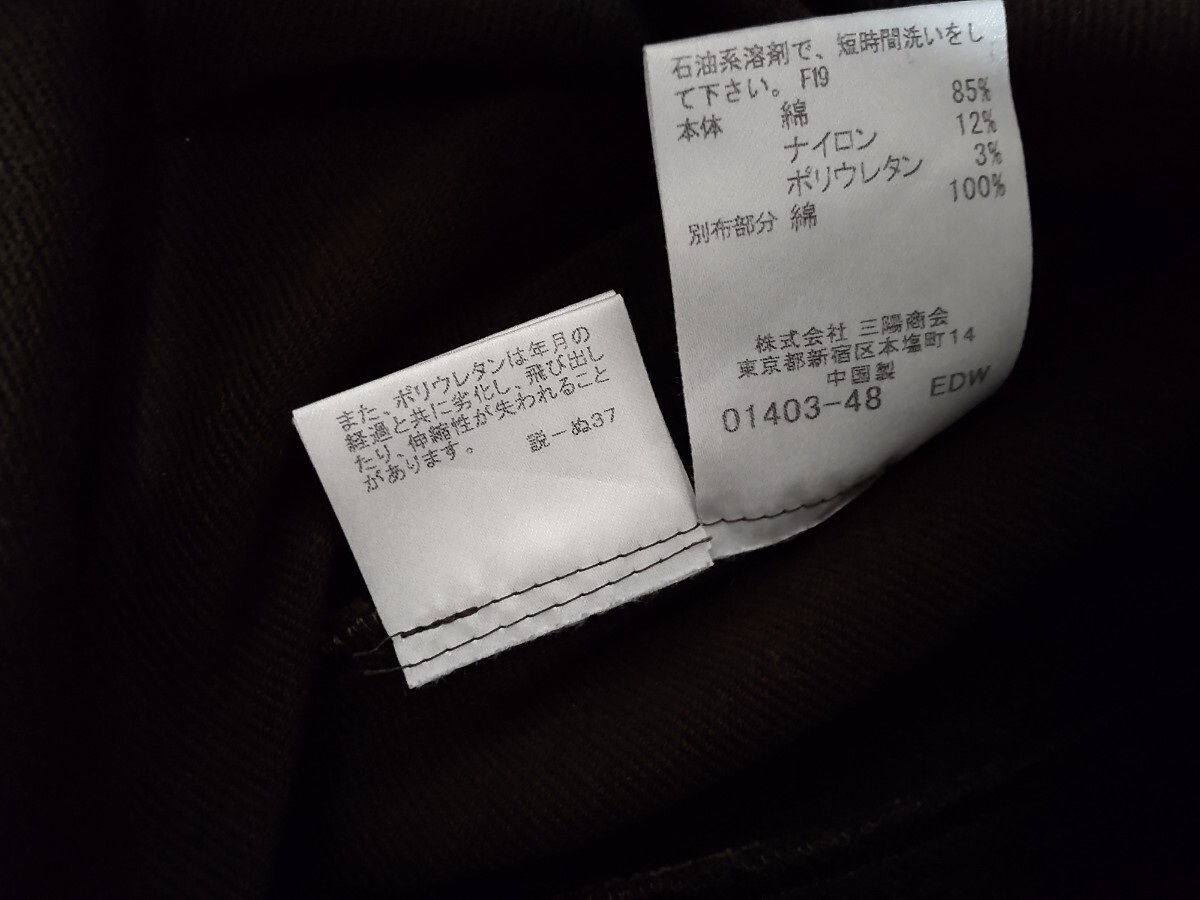 石油系溶剤で、短時間洗いをし
て下さい。 F19
本体 綿 85%
ナイロン 12%
ポリウレタン 3%
別布部分 綿 100%
株式会社 三陽商会
東京都新宿区本塩町14
中国製
01403-48 EDW
また、ポリウレタンは年月の
経過と共に劣化し、飛び出し
たり、伸縮性が失われること
があります。 説－ぬ37